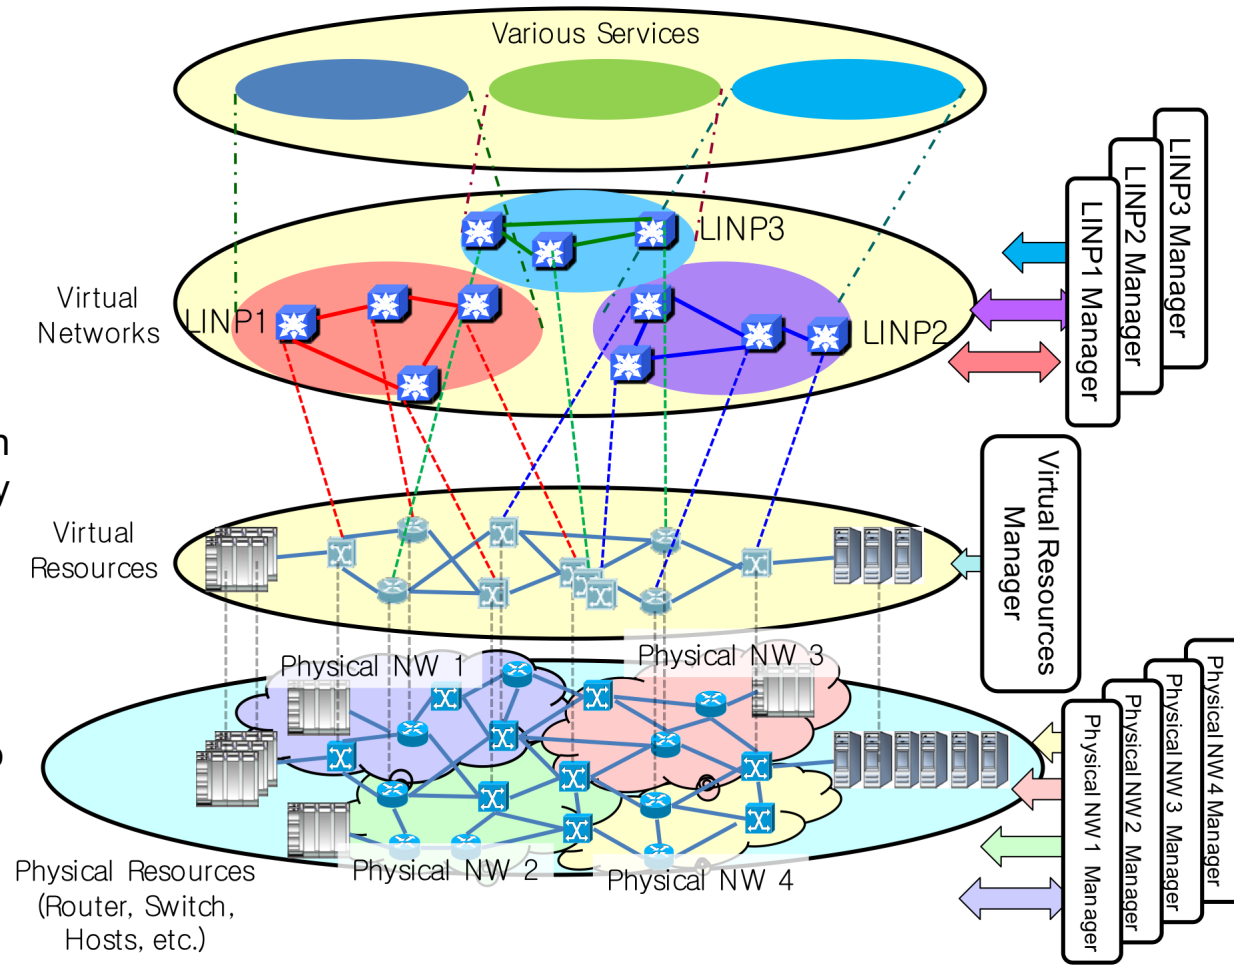 Various Services
LINP3 Manager
LINP2 Manager
LINP1 Manager
LINP3
Virtual
Networks
LINP1
LINP2
n
y
Virtual Resources
Manager
Virtual
Resources
Physical NW 1
Physical NW 3
Physical NW 4 Manager
Physical NW 3 Manager
Physical NW 2 Manager
Physical NW 1 Manager
o
Physical NW 2
Physical NW 4
Physical Resources
(Router, Switch,
Hosts, etc.)